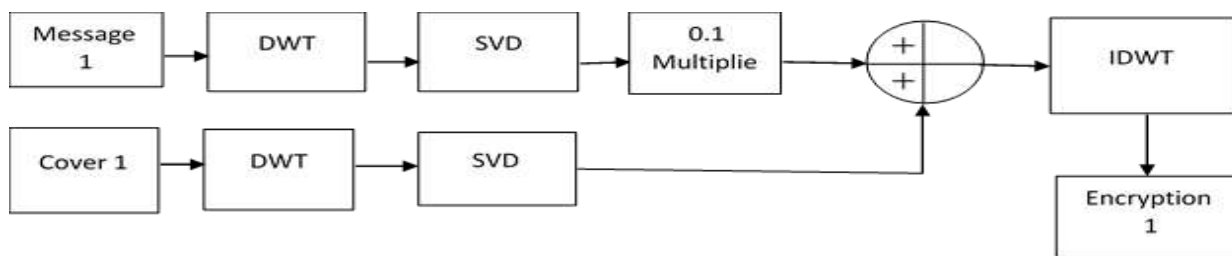 Message
1
DWT
SVD
0.1
Multiplie
+
+
IDWT
Cover 1
DWT
SVD
Encryption
1